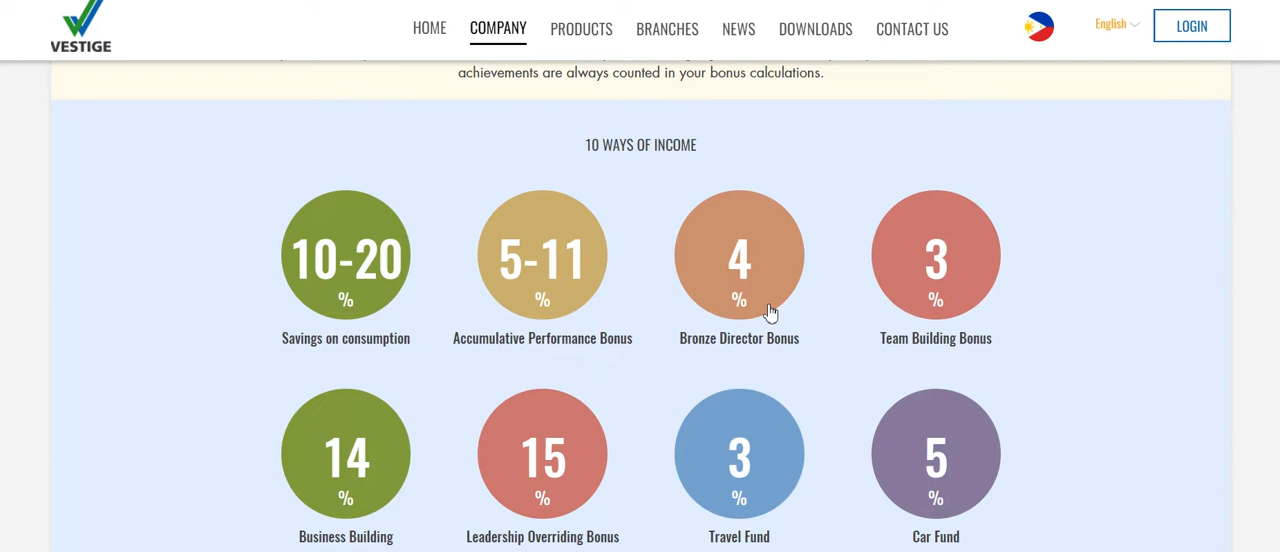 VESTIGE
HOME COMPANY PRODUCTS BRANCHES NEWS DOWNLOADS CONTACT US English LOGIN
achievements are always counted in your bonus calculations.
10 WAYS OF INCOME
10-20 5-11 4 3
% % % %
Savings on consumption Accumulative Performance Bonus Bronze Director Bonus Team Building Bonus
14 15 3 5
% % % %
Business Building Leadership Overriding Bonus Travel Fund Car Fund